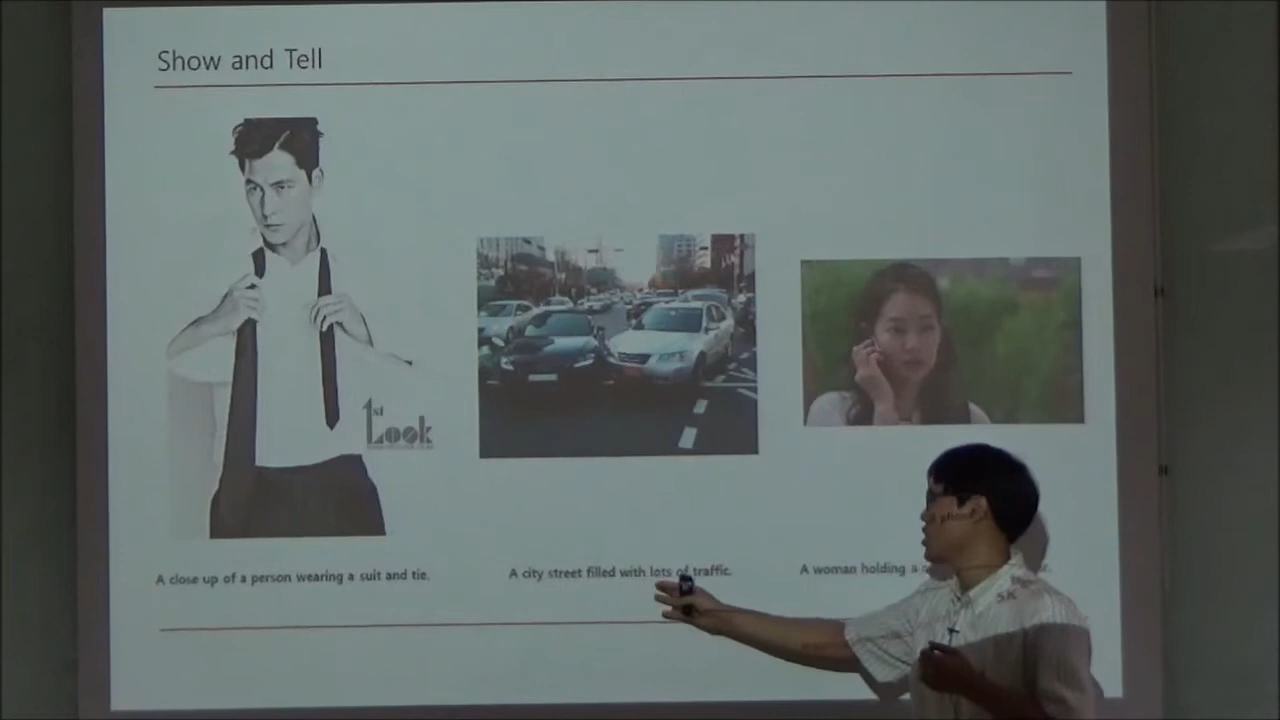 Show and Tell
1st
Look
A close up of a person wearing a suit and tie.
A city street filled with lots of traffic.
A woman holding a